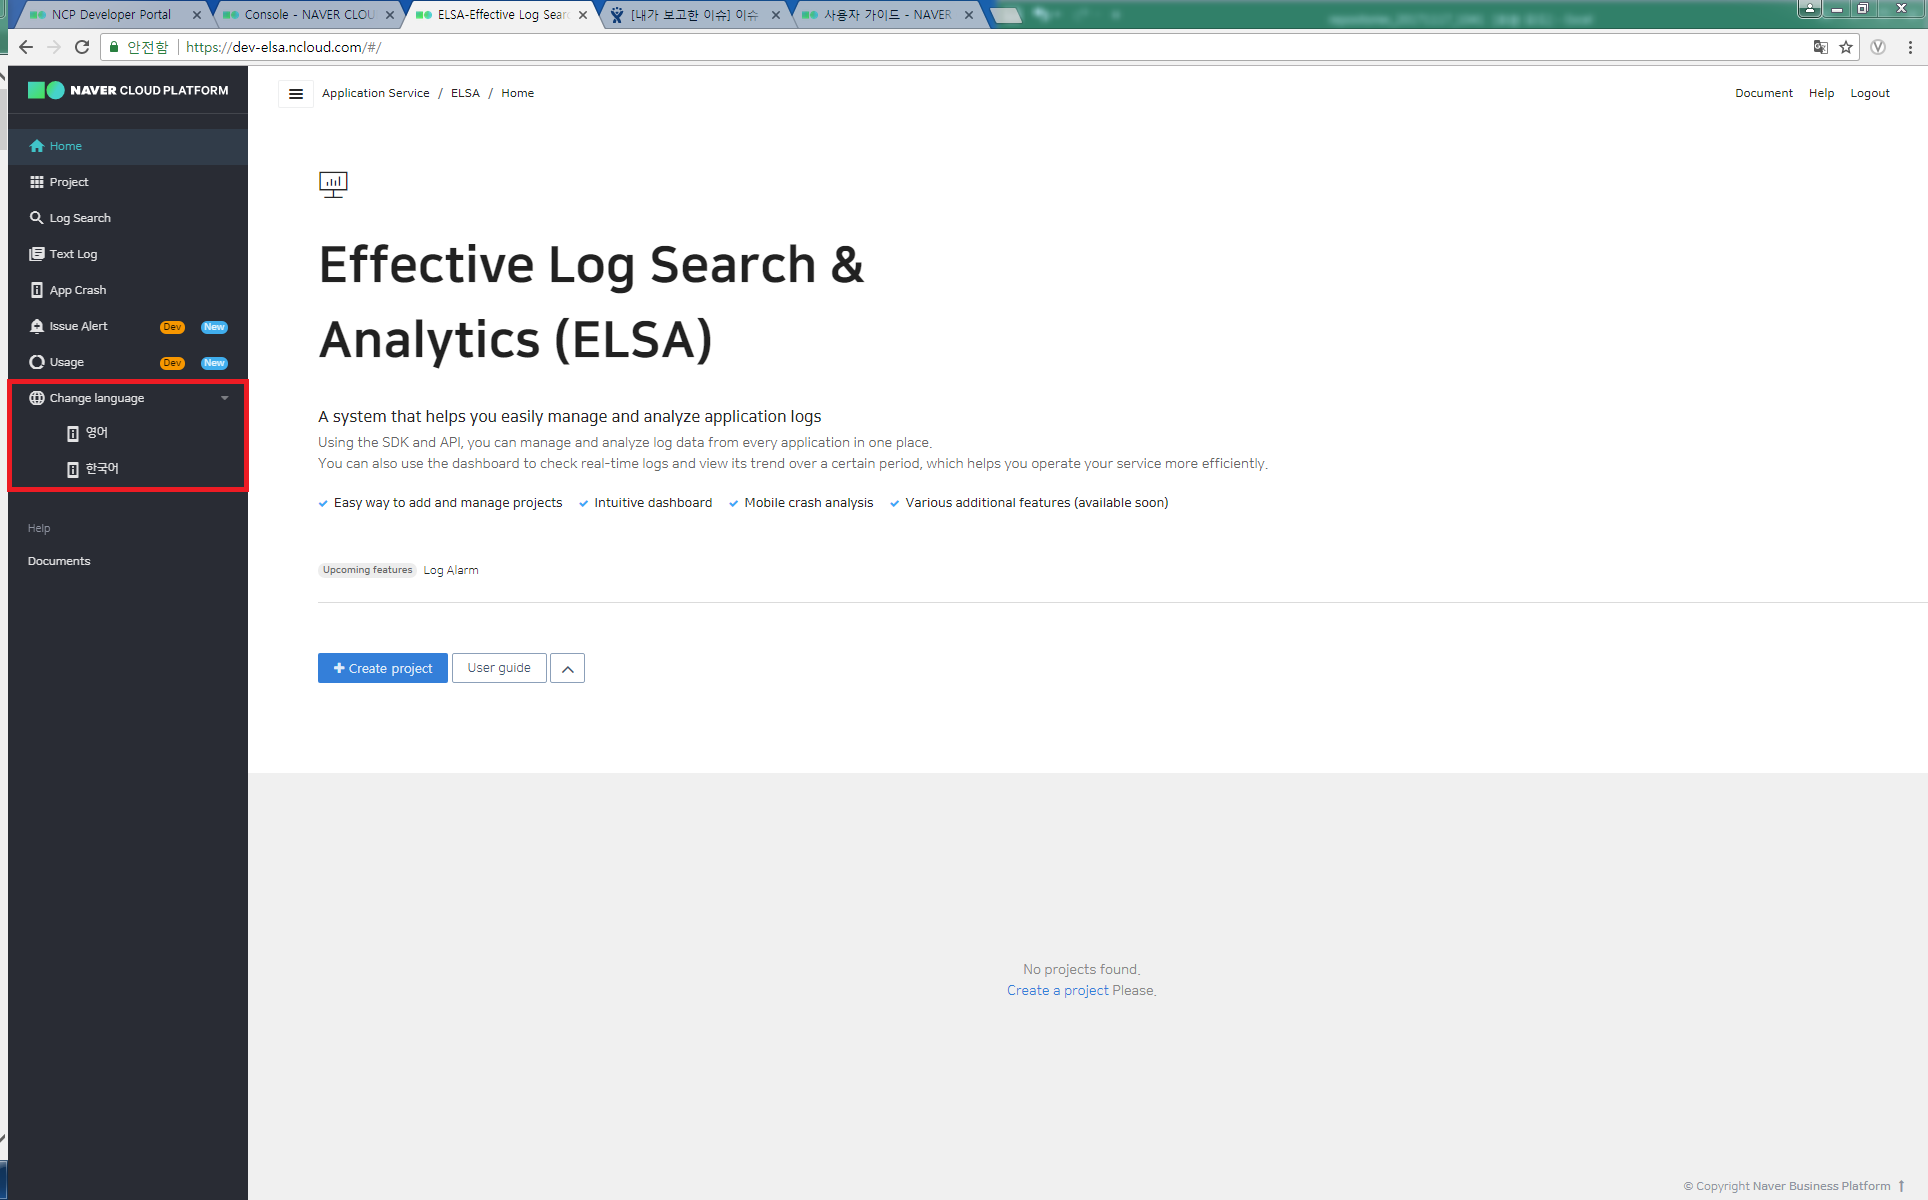 NCP Developer Portal
Console - NAVER CLOU
ELSA-Effective Log Sear
[내가 보고한 이슈] 이슈
사용자 가이드 - NAVER
안전함
https://dev-elsa.ncloud.com/#/
NAVER CLOUD PLATFORM
Application Service / ELSA / Home
Document Help Logout
Home
Project
Log Search
Text Log
App Crash
Issue Alert Dev New
Usage Dev New
Change language
영어
한국어
Help
Documents
Effective Log Search &
Analytics (ELSA)
A system that helps you easily manage and analyze application logs
Using the SDK and API, you can manage and analyze log data from every application in one place.
You can also use the dashboard to check real-time logs and view its trend over a certain period, which helps you operate your service more efficiently.
Easy way to add and manage projects Intuitive dashboard Mobile crash analysis Various additional features (available soon)
Upcoming features Log Alarm
Create project User guide
No projects found.
Create a project Please.
© Copyright Naver Business Platform